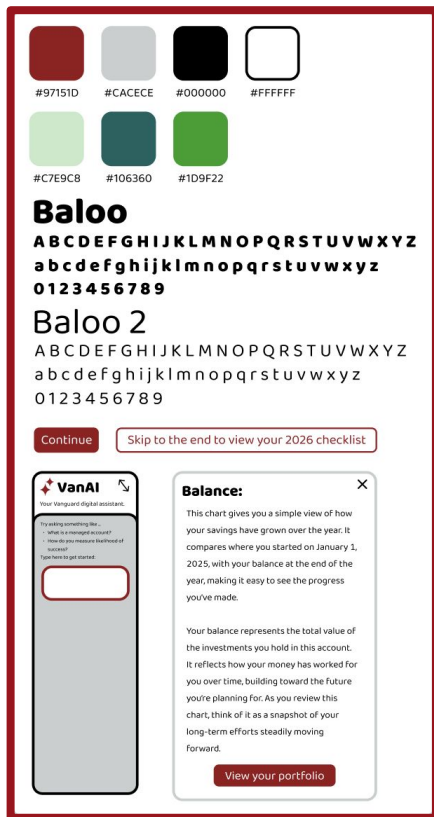 #97151D #CACECE #000000 #FFFFFF
#C7E9C8 #106360 #1D9F22
Baloo
A B C D E F G H I J K L M N O P Q R S T U V W X Y Z
a b c d e f g h i j k l m n o p q r s t u v w x y z
0 1 2 3 4 5 6 7 8 9
Baloo 2
A B C D E F G H I J K L M N O P Q R S T U V W X Y Z
a b c d e f g h i j k l m n o p q r s t u v w x y z
0 1 2 3 4 5 6 7 8 9
Continue
Skip to the end to view your 2026 checklist
VanAI
Your Vanguard digital assistant.
Try asking something like ...
• What is a managed account?
• How do you measure likelihood of
success?
Type here to get started:
Balance:
This chart gives you a simple view of how
your savings have grown over the year. It
compares where you started on January 1,
2025, with your balance at the end of the
year, making it easy to see the progress
you've made.
Your balance represents the total value of
the investments you hold in this account.
It reflects how your money has worked for
you over time, building toward the future
you're planning for. As you review this
chart, think of it as a snapshot of your
long-term efforts steadily moving
forward.
View your portfolio